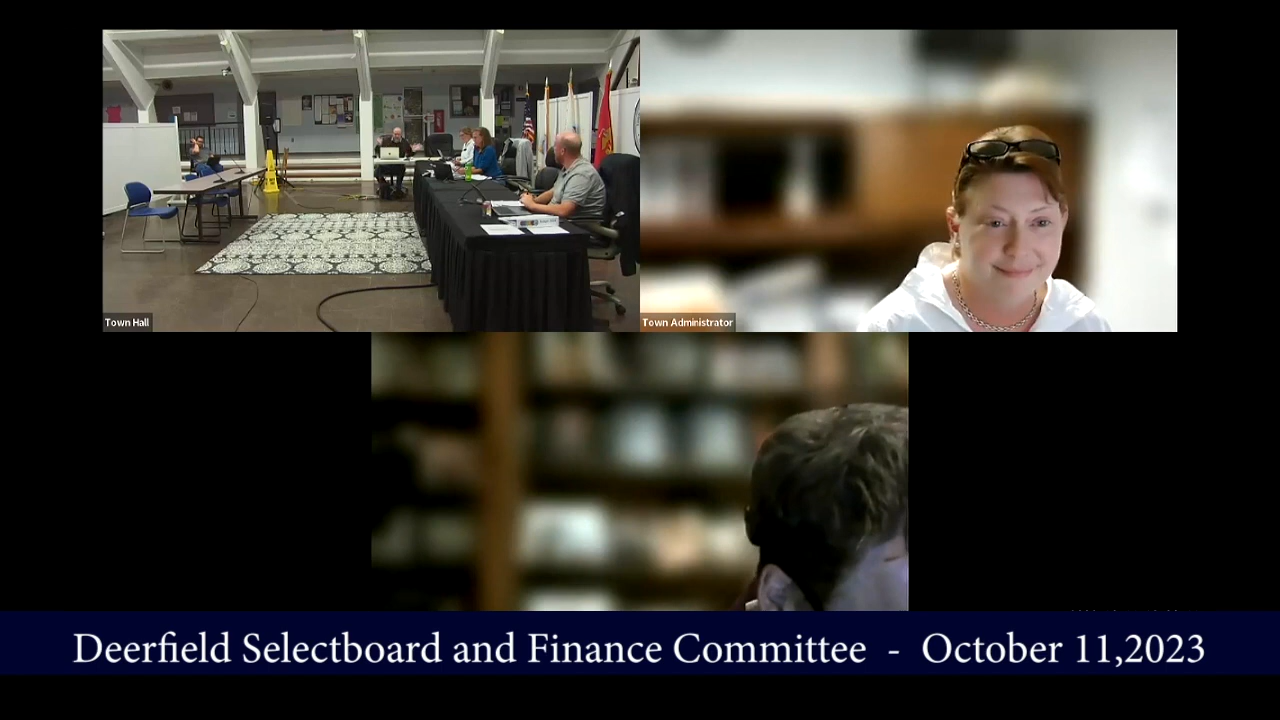 Town Hall
Town Administrator
Deerfield Selectboard and Finance Committee - October 11,2023